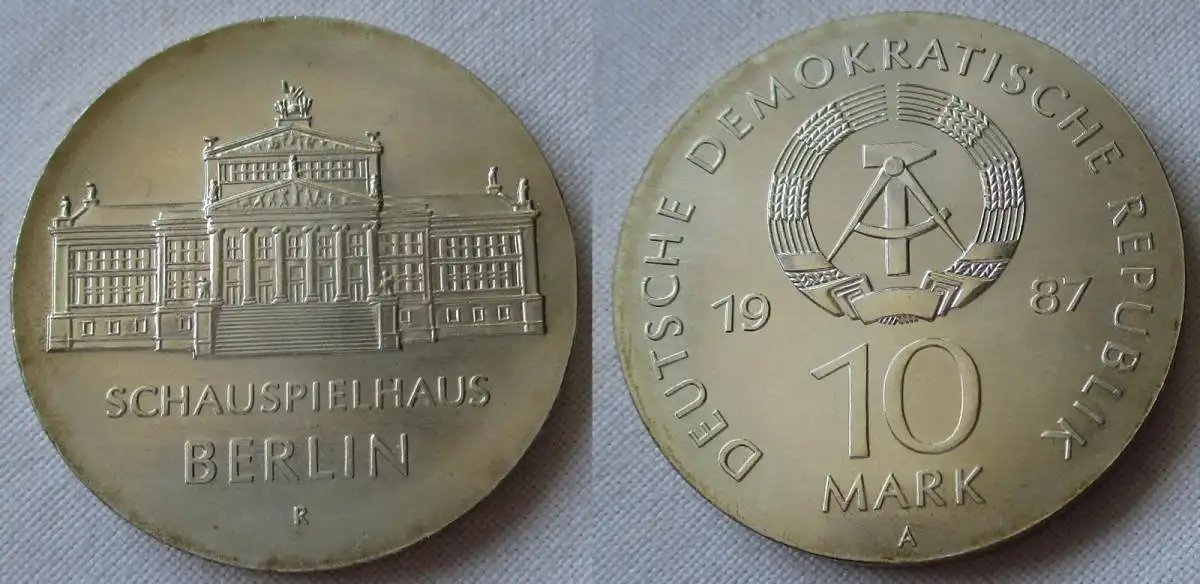 SCHAUSPIELHAUS
BERLIN
R
DEUTSCHE DEMOKRATISCHE REPUBLIK
19 87
10
MARK
A